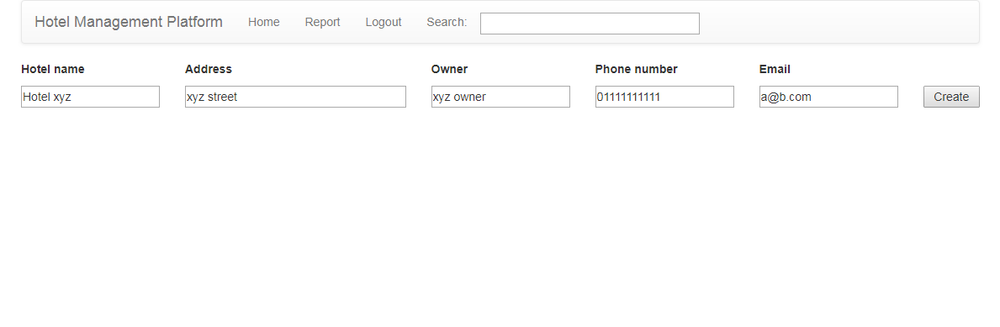 Hotel Management Platform Home Report Logout Search:
Hotel name Address Owner Phone number Email
Hotel xyz xyz street xyz owner 01111111111 a@b.com Create